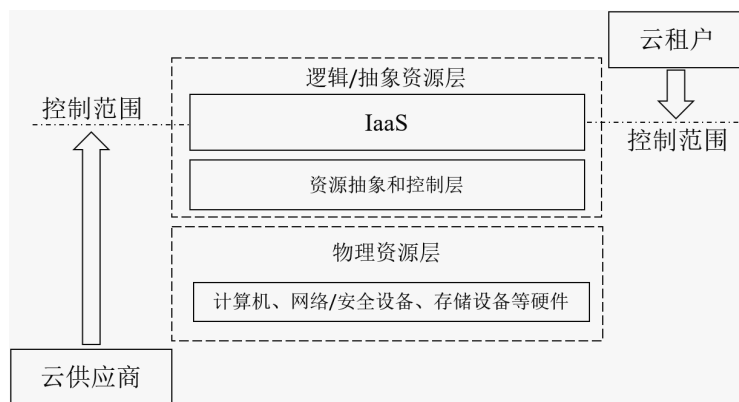 云租户
逻辑/抽象资源层
控制范围
IaaS
控制范围
资源抽象和控制层
物理资源层
计算机、网络/安全设备、存储设备等硬件
云供应商